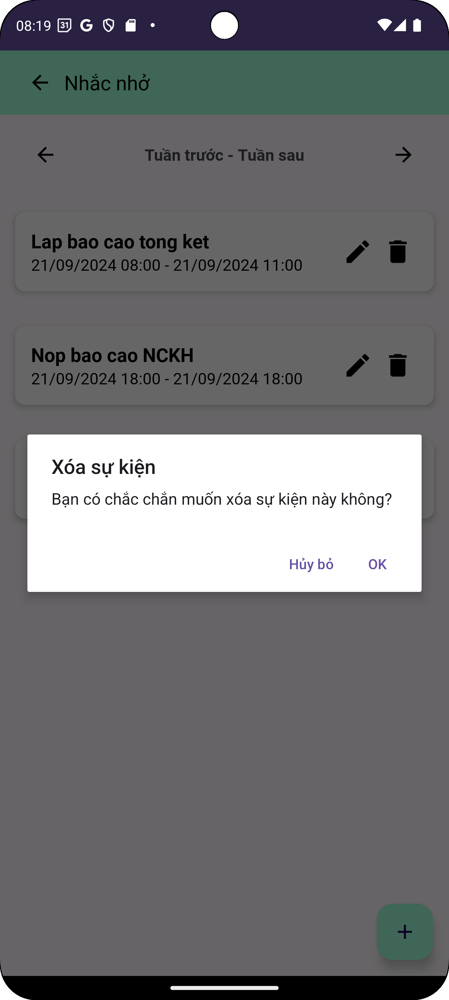 08:19 31 G
Nhắc nhở
Tuần trước - Tuần sau
Lap bao cao tong ket
21/09/2024 08:00 - 21/09/2024 11:00
Nop bao cao NCKH
21/09/2024 18:00 - 21/09/2024 18:00
Xóa sự kiện
Bạn có chắc chắn muốn xóa sự kiện này không?
Hủy bỏ OK